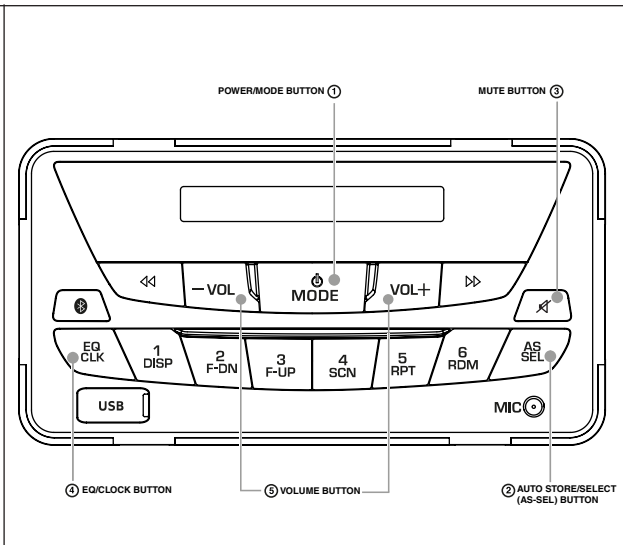 POWER/MODE BUTTON ①
MUTE BUTTON ③
− VOL
MODE
VOL+
EQ
CLK
1
DISP
2
F-DN
3
F-UP
4
SCN
5
RPT
6
RDM
AS
SEL
USB
MIC
④ EQ/CLOCK BUTTON
⑤ VOLUME BUTTON
② AUTO STORE/SELECT
(AS-SEL) BUTTON